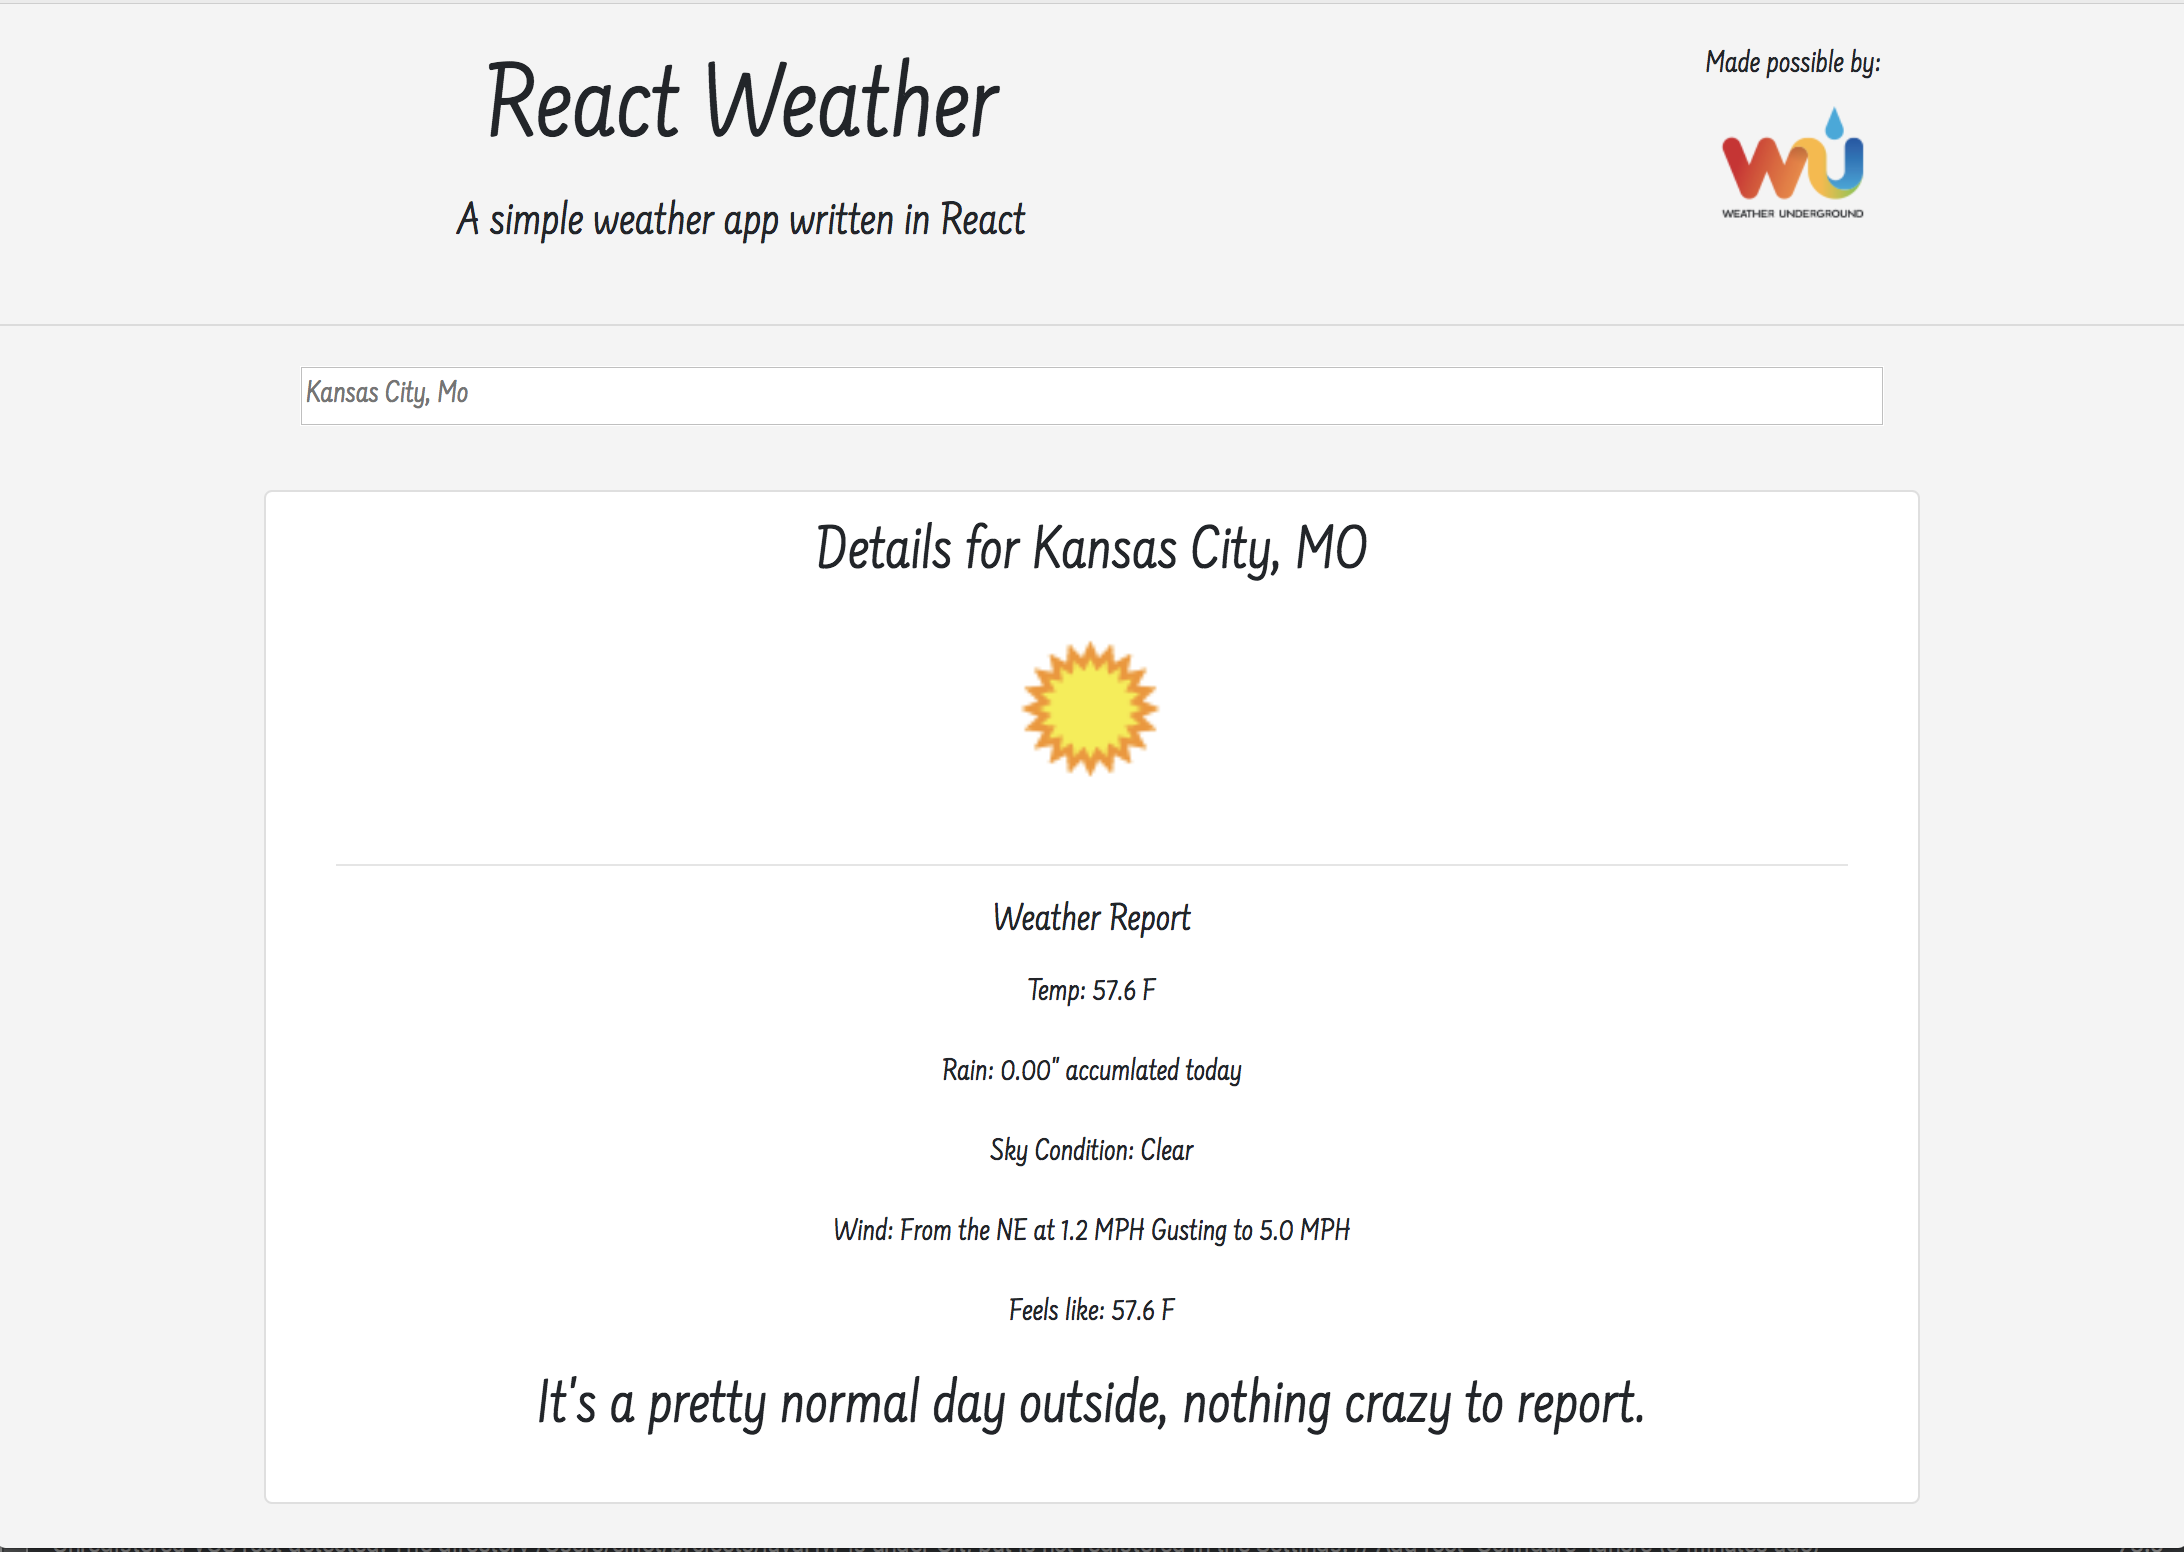 React Weather
A simple weather app written in React
Made possible by:
WU
WEATHER UNDERGROUND
Kansas City, Mo
Details for Kansas City, MO
Weather Report
Temp: 57.6 F
Rain: 0.00" accumlated today
Sky Condition: Clear
Wind: From the NE at 1.2 MPH Gusting to 5.0 MPH
Feels like: 57.6 F
It's a pretty normal day outside, nothing crazy to report.